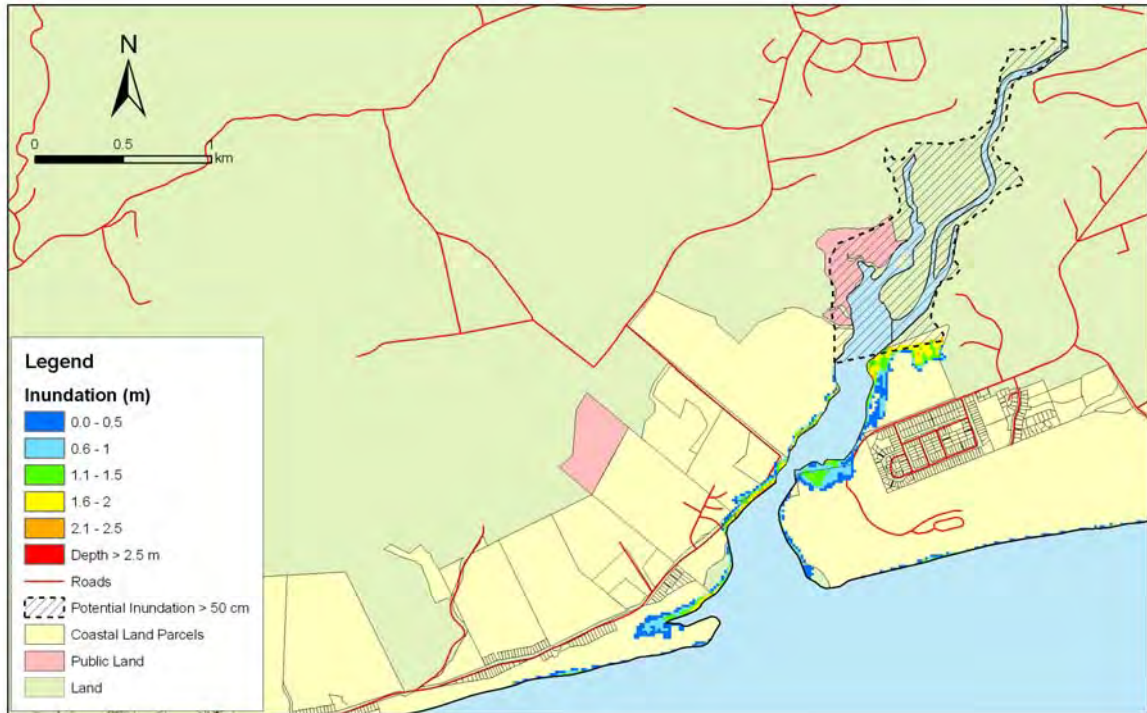 N
0 0.5 1
km
Legend
Inundation (m)
0.0 - 0.5
0.6 - 1
1.1 - 1.5
1.6 - 2
2.1 - 2.5
Depth > 2.5 m
Roads
Potential Inundation > 50 cm
Coastal Land Parcels
Public Land
Land